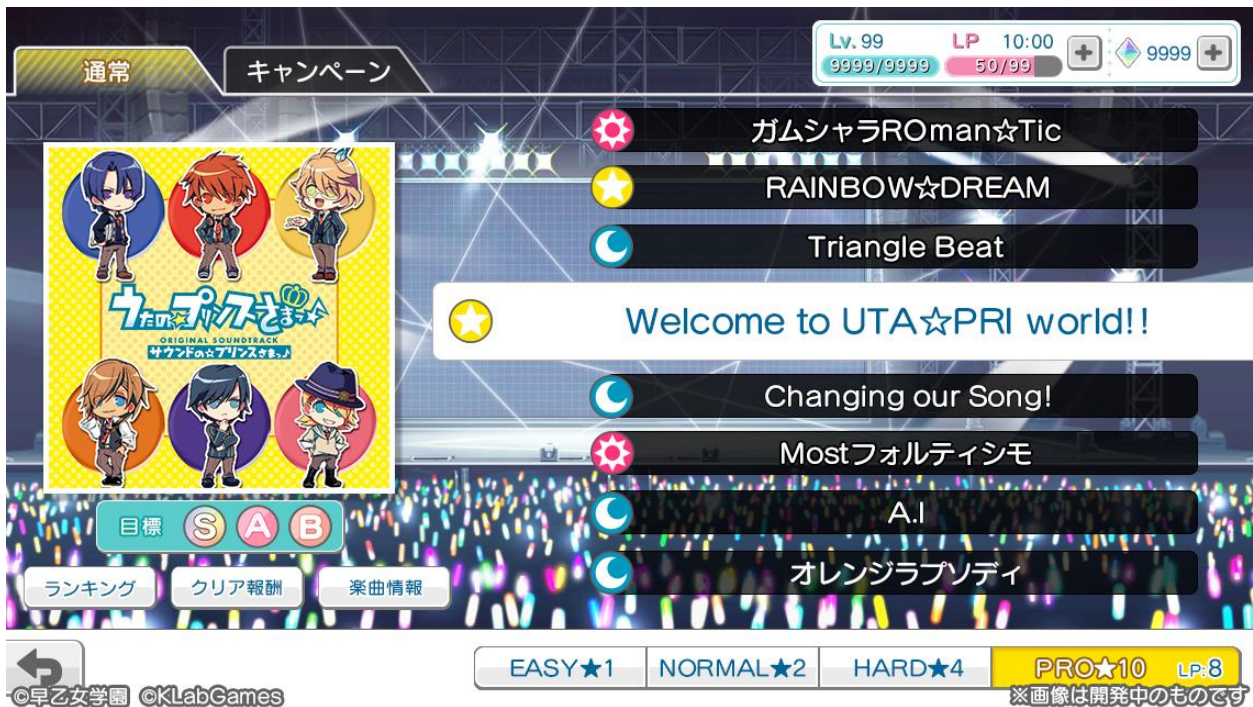 通常
キャンペーン
Lv. 99
LP 10:00
9999/9999
50/99
9999
ガムシャラROman☆Tic
RAINBOW☆DREAM
Triangle Beat
Welcome to UTA☆PRI world!!
Changing our Song!
Mostフォルティシモ
A.I
オレンジラプソディ
うたの☆プリンスさまっ♪
ORIGINAL SOUNDTRACK
サウンドの☆プリンスさまっ♪
目標 S A B
ランキング
クリア報酬
楽曲情報
EASY★1
NORMAL★2
HARD★4
PRO★10 LP:8
©早乙女学園 ©KLabGames
※画像は開発中のものです